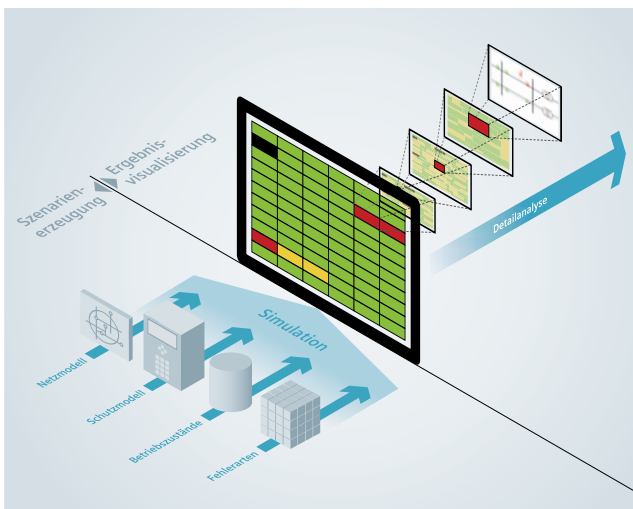 Ergebnis-
visualisierung
Szenarien-
erzeugung
Detailanalyse
Simulation
Netzmodell
Schutzmodell
Betriebszustände
Fehlerarten